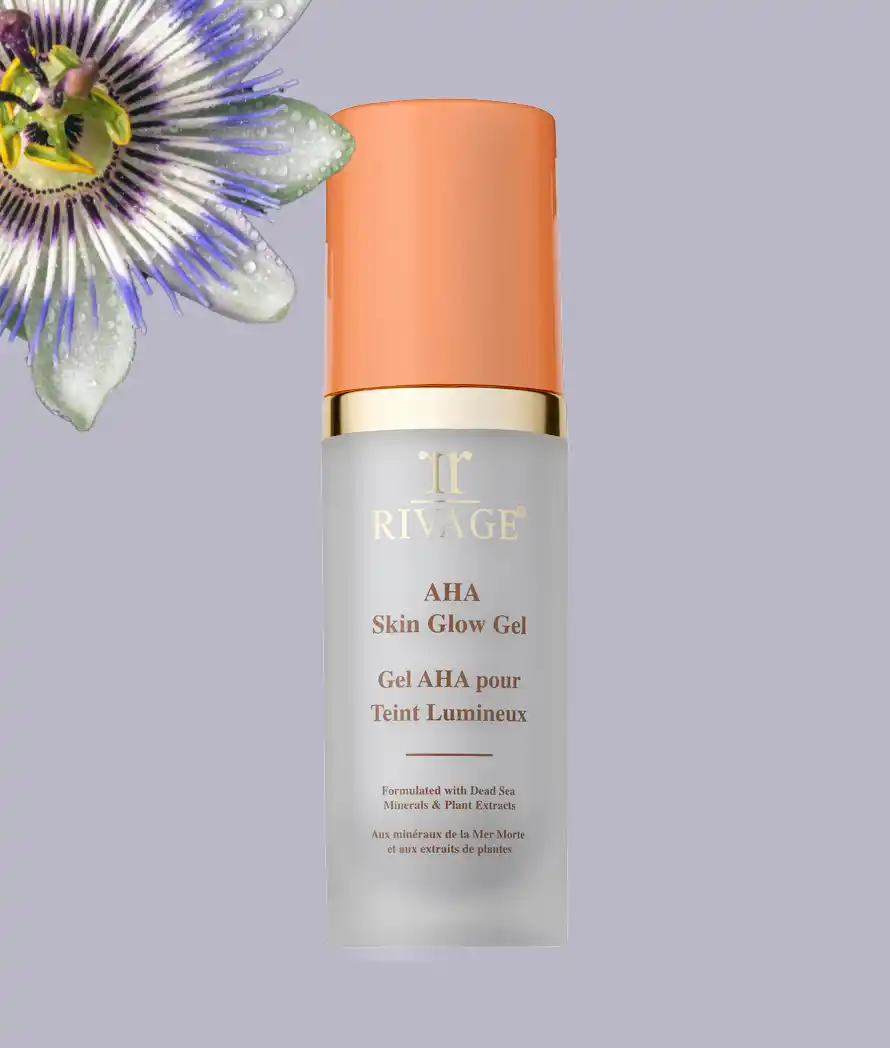 RIVAGE®
AHA
Skin Glow Gel
Gel AHA pour
Teint Lumineux
Formulated with Dead Sea
Minerals & Plant Extracts
Aux minéraux de la Mer Morte
et aux extraits de plantes